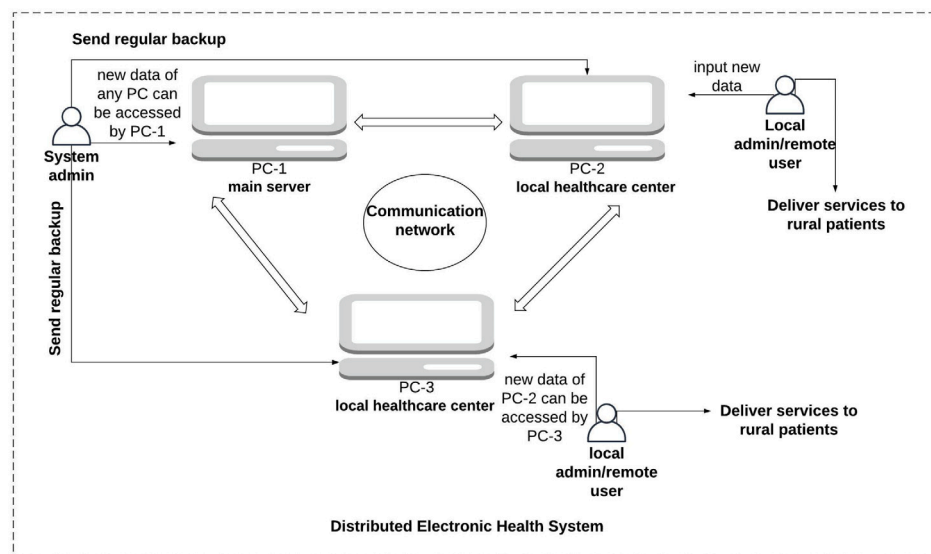 Send regular backup
new data of
any PC can
be accessed
by PC-1
System
admin
PC-1
main server
PC-2
local healthcare center
input new
data
Local
admin/remote
user
Deliver services to
rural patients
Communication
network
Send regular backup
PC-3
local healthcare center
new data of
PC-2 can be
accessed by
PC-3
local
admin/remote
user
Deliver services to
rural patients
Distributed Electronic Health System